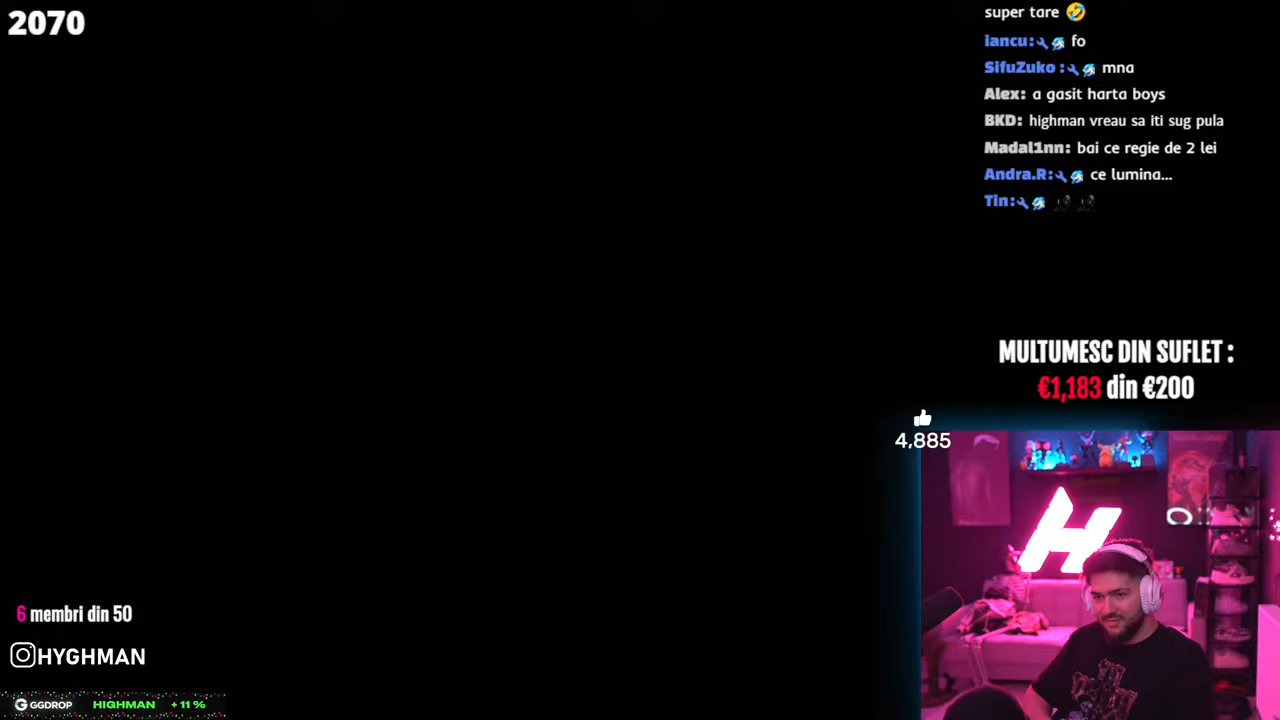 2070
super tare 🤣
iancu: fo
SifuZuko : mna
Alex: a gasit harta boys
BKD: highman vreau sa iti sug pula
Madal1nn: bai ce regie de 2 lei
Andra.R: ce lumina...
Tin:
MULTUMESC DIN SUFLET :
€1,183 din €200
4,885
H
6 membri din 50
HYGHMAN
GGDROP HIGHMAN +11%